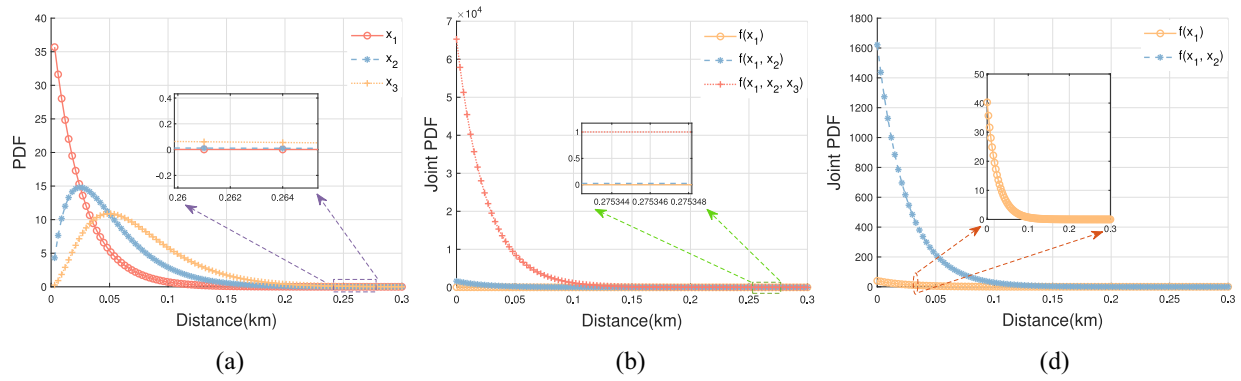 40
35
30
25
20
15
10
5
0
PDF
0 0.05 0.1 0.15 0.2 0.25 0.3
Distance(km)
x1
x2
x3
0.4
0.2
0
-0.2
0.26 0.262 0.264
(a)
7 × 10^4
6
5
4
3
2
1
0
Joint PDF
0 0.05 0.1 0.15 0.2 0.25 0.3
Distance(km)
f(x1)
f(x1, x2)
f(x1, x2, x3)
1
0.5
0
0.275344 0.275346 0.275348
(b)
1800
1600
1400
1200
1000
800
600
400
200
0
Joint PDF
0 0.05 0.1 0.15 0.2 0.25 0.3
Distance(km)
f(x1)
f(x1, x2)
50
40
30
20
10
0
0 0.1 0.2 0.3
(d)